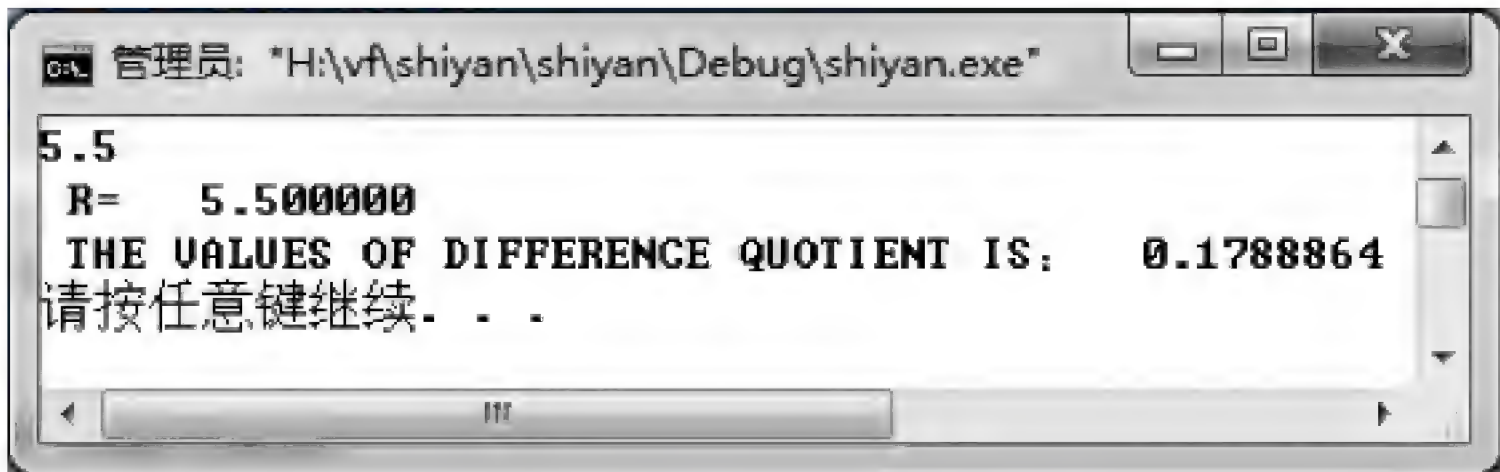 管理员: "H:\vf\shiyan\shiyan\Debug\shiyan.exe"
5.5
R= 5.500000
THE VALUES OF DIFFERENCE QUOTIENT IS: 0.1788864
请按任意键继续. . .